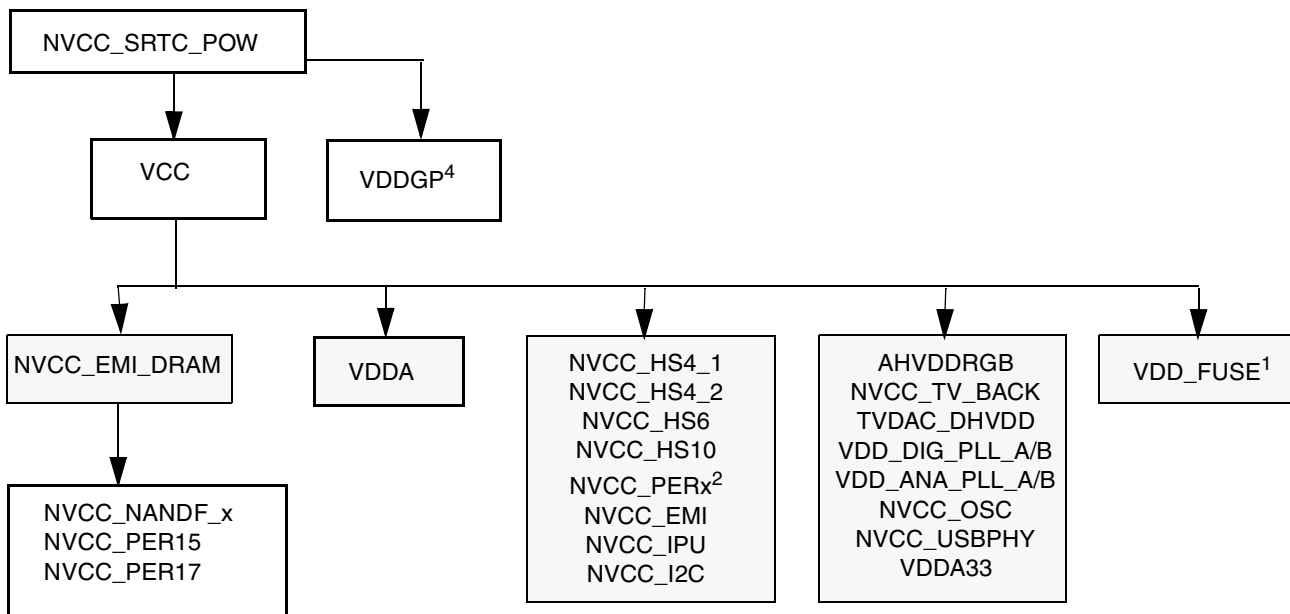 NVCC_SRTC_POW
VCC
VDDGP4
NVCC_EMI_DRAM
VDDA
NVCC_HS4_1
NVCC_HS4_2
NVCC_HS6
NVCC_HS10
NVCC_PERx2
NVCC_EMI
NVCC_IPU
NVCC_I2C
AHVDDRGB
NVCC_TV_BACK
TVDAC_DHVDD
VDD_DIG_PLL_A/B
VDD_ANA_PLL_A/B
NVCC_OSC
NVCC_USBPHY
VDDA33
VDD_FUSE1
NVCC_NANDF_x
NVCC_PER15
NVCC_PER17